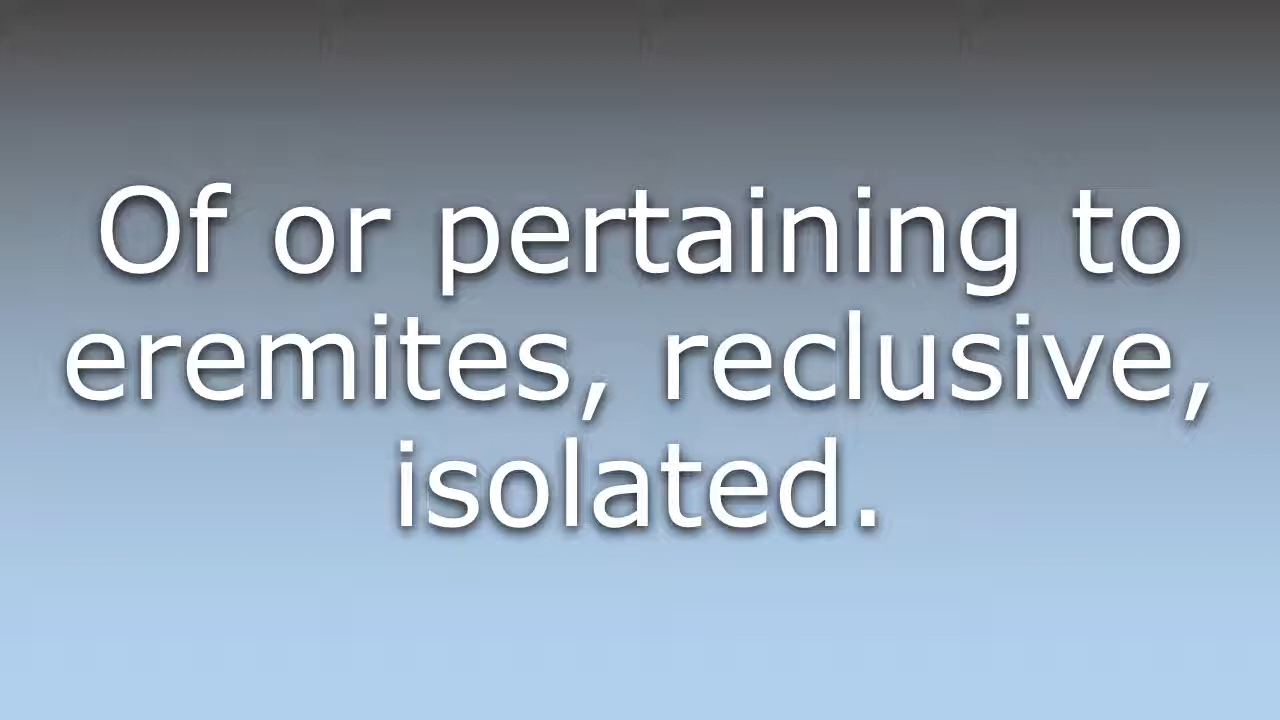 Of or pertaining to
eremites, reclusive,
isolated.